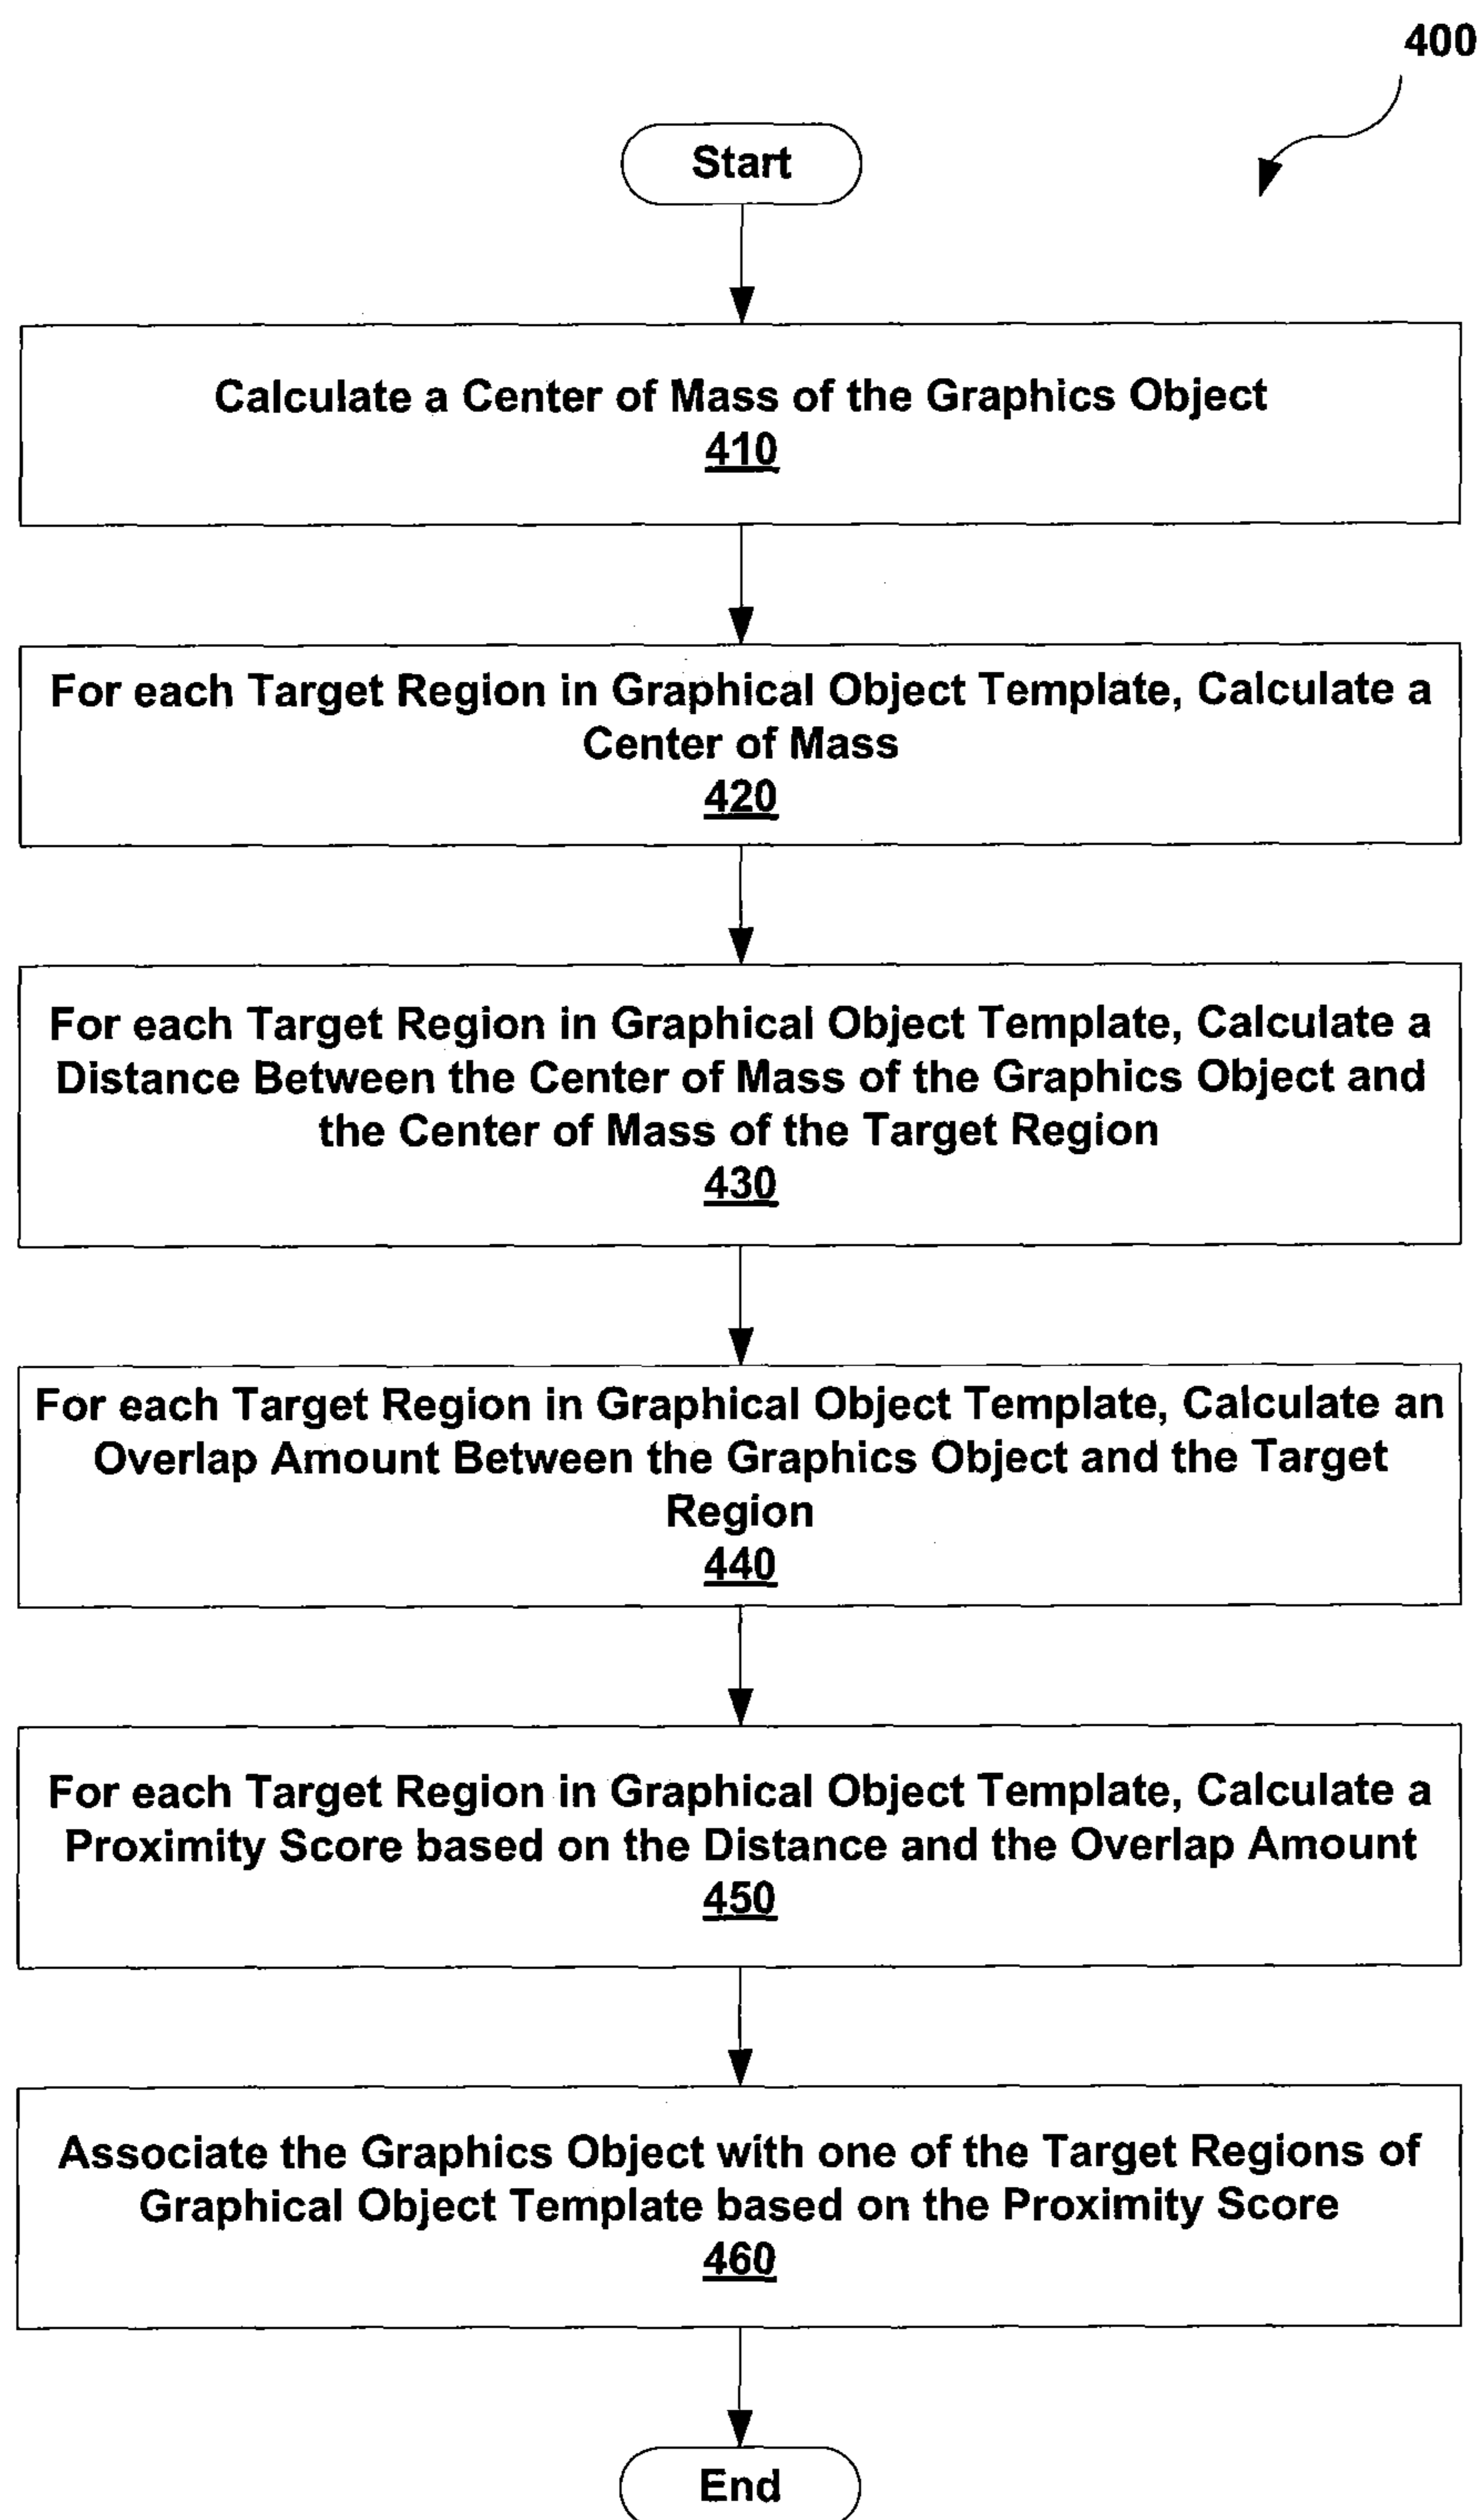 400
Start
Calculate a Center of Mass of the Graphics Object
410
For each Target Region in Graphical Object Template, Calculate a
Center of Mass
420
For each Target Region in Graphical Object Template, Calculate a
Distance Between the Center of Mass of the Graphics Object and
the Center of Mass of the Target Region
430
For each Target Region in Graphical Object Template, Calculate an
Overlap Amount Between the Graphics Object and the Target
Region
440
For each Target Region in Graphical Object Template, Calculate a
Proximity Score based on the Distance and the Overlap Amount
450
Associate the Graphics Object with one of the Target Regions of
Graphical Object Template based on the Proximity Score
460
End